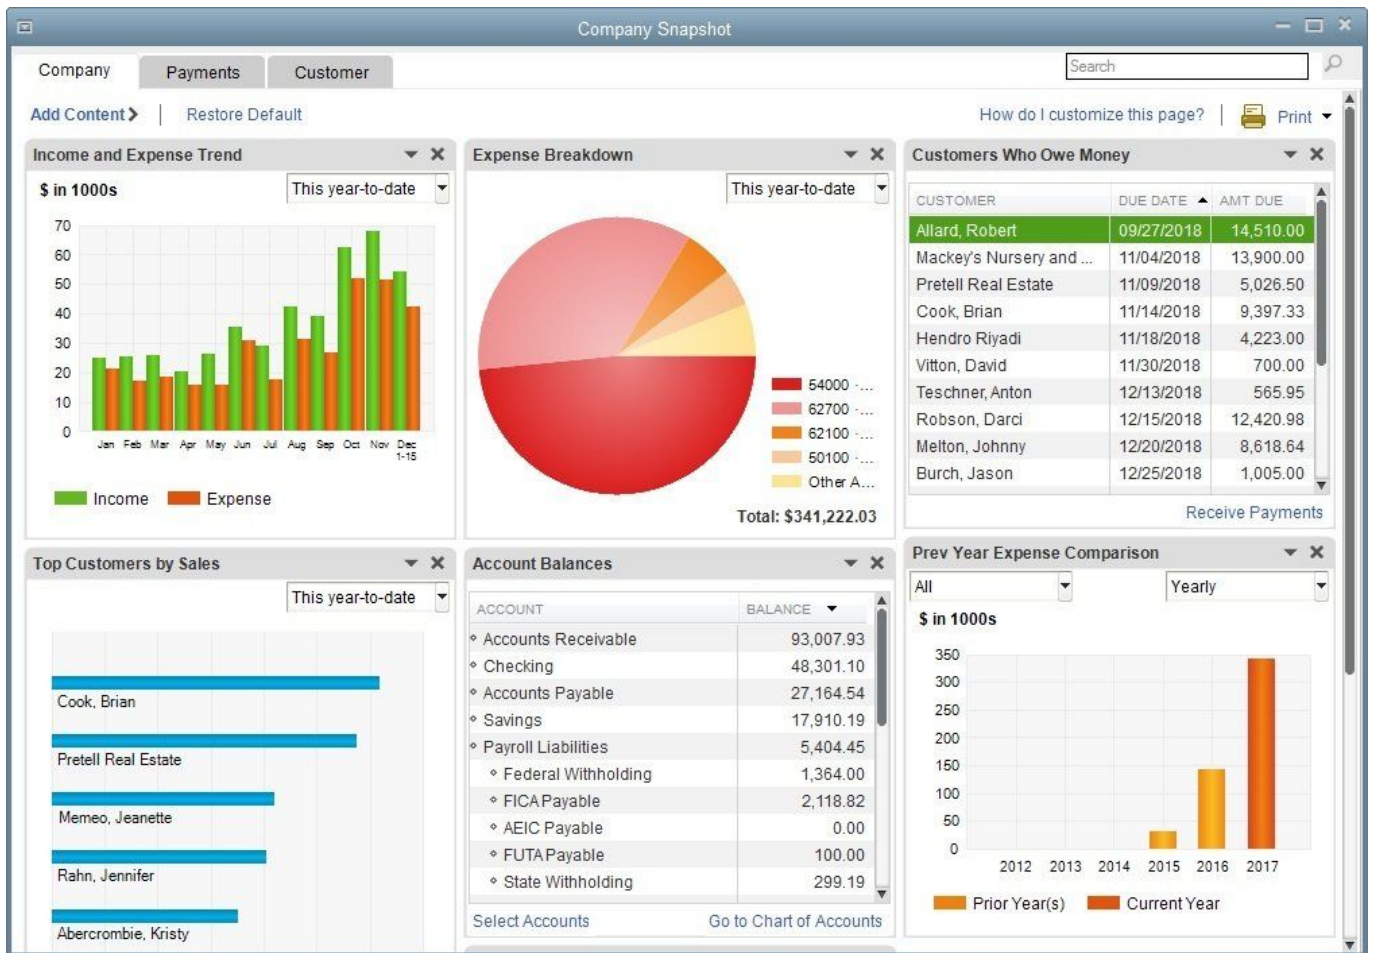 Company Snapshot
Company Payments Customer Search
Add Content Restore Default How do I customize this page? Print
Income and Expense Trend
$ in 1000s This year-to-date
70
60
50
40
30
20
10
0
Jan Feb Mar Apr May Jun Jul Aug Sep Oct Nov Dec
1-15
Income Expense
Expense Breakdown
This year-to-date
54000 ·...
62700 ·...
62100 ·...
50100 ·...
Other A...
Total: $341,222.03
Customers Who Owe Money
CUSTOMER DUE DATE AMT DUE
Allard, Robert 09/27/2018 14,510.00
Mackey's Nursery and ... 11/04/2018 13,900.00
Pretell Real Estate 11/09/2018 5,026.50
Cook, Brian 11/14/2018 9,397.33
Hendro Riyadi 11/18/2018 4,223.00
Vitton, David 11/30/2018 700.00
Teschner, Anton 12/13/2018 565.95
Robson, Darci 12/15/2018 12,420.98
Melton, Johnny 12/20/2018 8,618.64
Burch, Jason 12/25/2018 1,005.00
Receive Payments
Top Customers by Sales
This year-to-date
Cook, Brian
Pretell Real Estate
Memeo, Jeanette
Rahn, Jennifer
Abercrombie, Kristy
Account Balances
ACCOUNT BALANCE
Accounts Receivable 93,007.93
Checking 48,301.10
Accounts Payable 27,164.54
Savings 17,910.19
Payroll Liabilities 5,404.45
Federal Withholding 1,364.00
FICA Payable 2,118.82
AEIC Payable 0.00
FUTA Payable 100.00
State Withholding 299.19
Select Accounts Go to Chart of Accounts
Prev Year Expense Comparison
All Yearly
$ in 1000s
350
300
250
200
150
100
50
0
2012 2013 2014 2015 2016 2017
Prior Year(s) Current Year